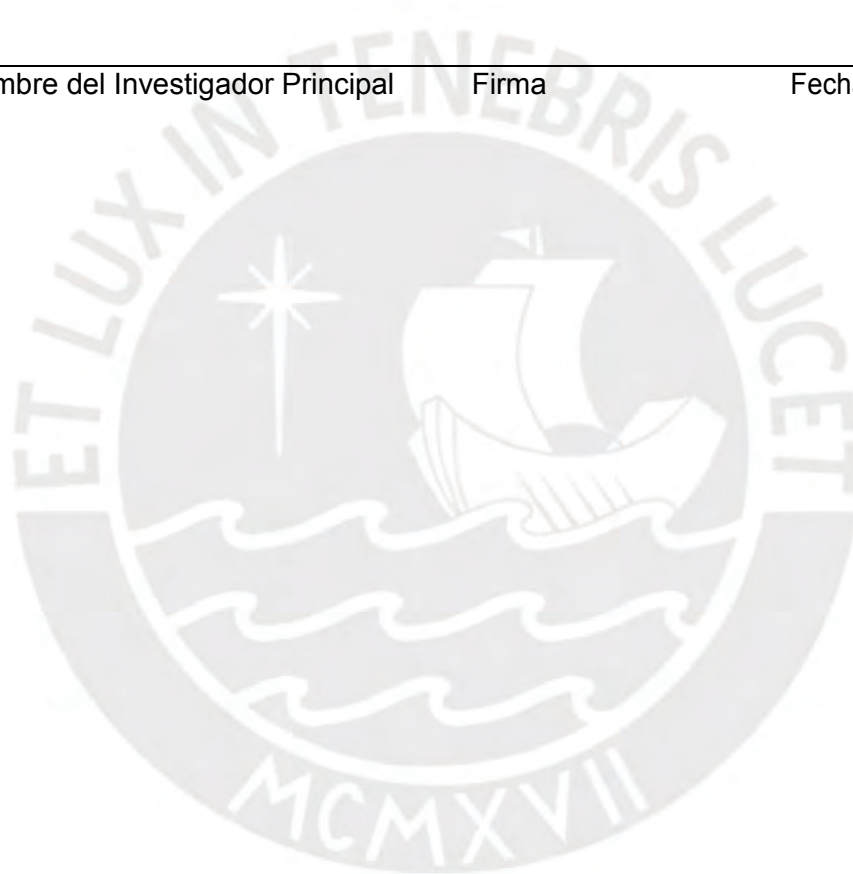 mbre del Investigador Principal Firma Fech
ET LUX IN TENEBRIS LUCET
MCMXVII